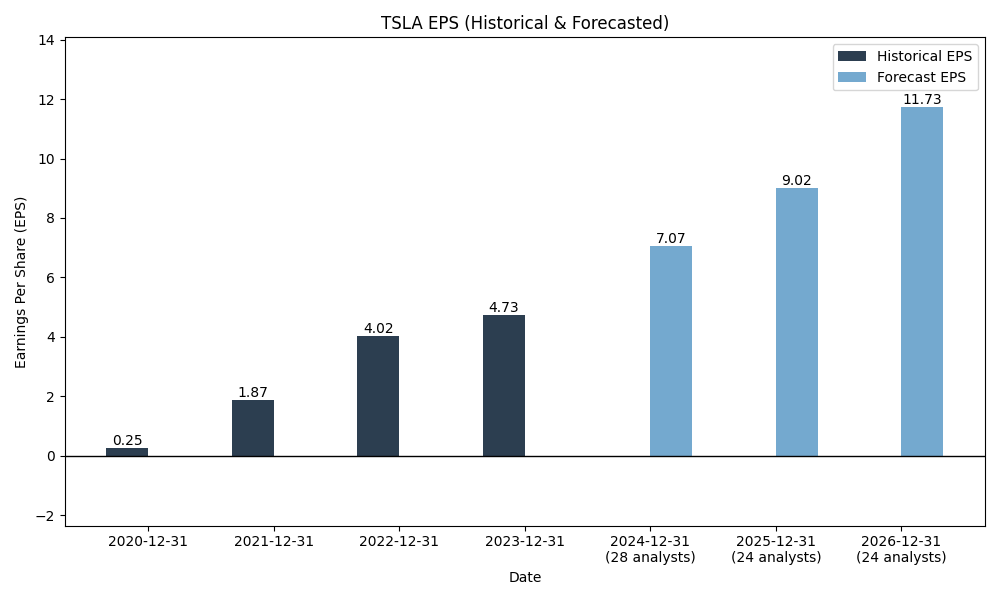 TSLA EPS (Historical & Forecasted)
Historical EPS
Forecast EPS
Earnings Per Share (EPS)
14
12
10
8
6
4
2
0
−2
0.25
1.87
4.02
4.73
7.07
9.02
11.73
2020-12-31
2021-12-31
2022-12-31
2023-12-31
2024-12-31
(28 analysts)
2025-12-31
(24 analysts)
2026-12-31
(24 analysts)
Date